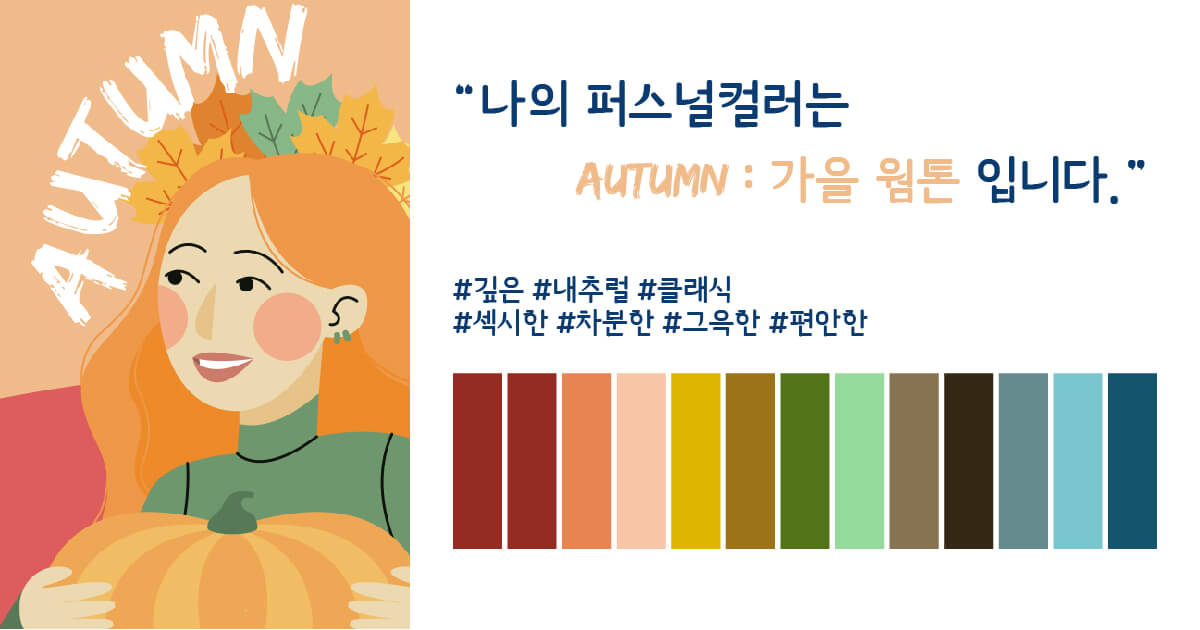 AUTUMN
“나의 퍼스널컬러는
AUTUMN : 가을 웜톤 입니다.”
#깊은 #내추럴 #클래식
#섹시한 #차분한 #그윽한 #편안한